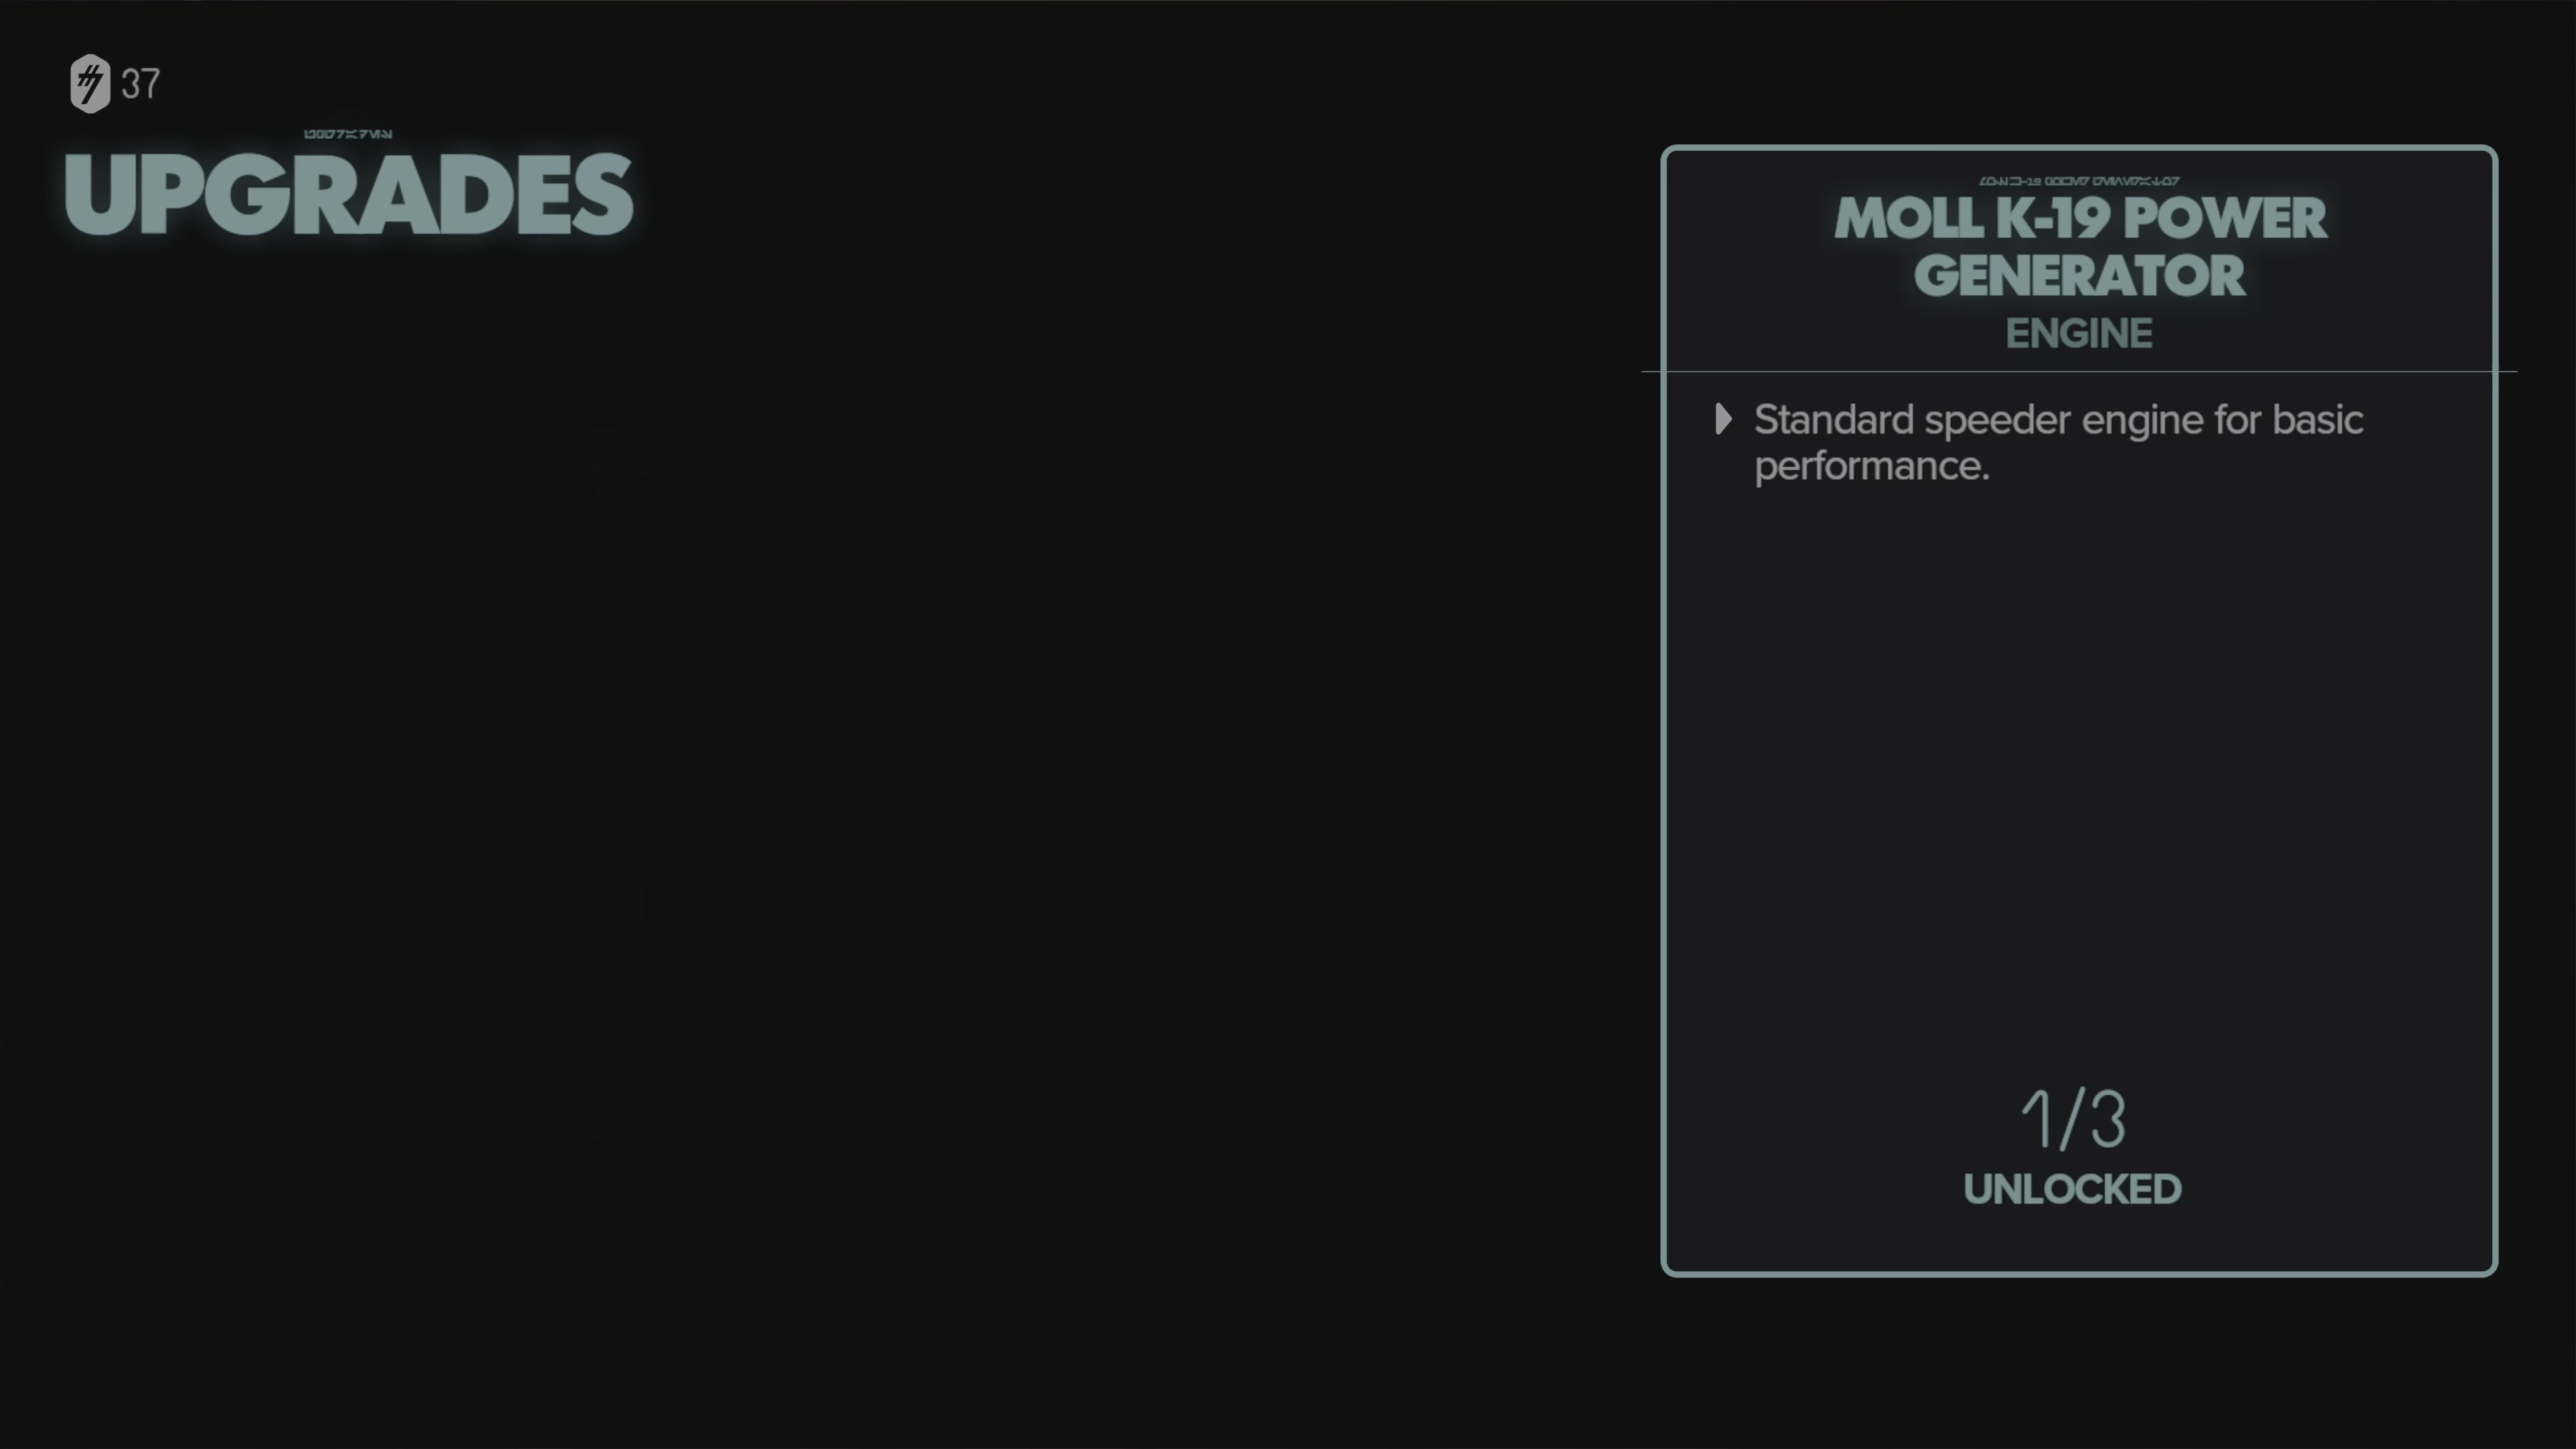 37
UPGRADES
MOLL K-19 POWER
GENERATOR
ENGINE
Standard speeder engine for basic
performance.
1/3
UNLOCKED